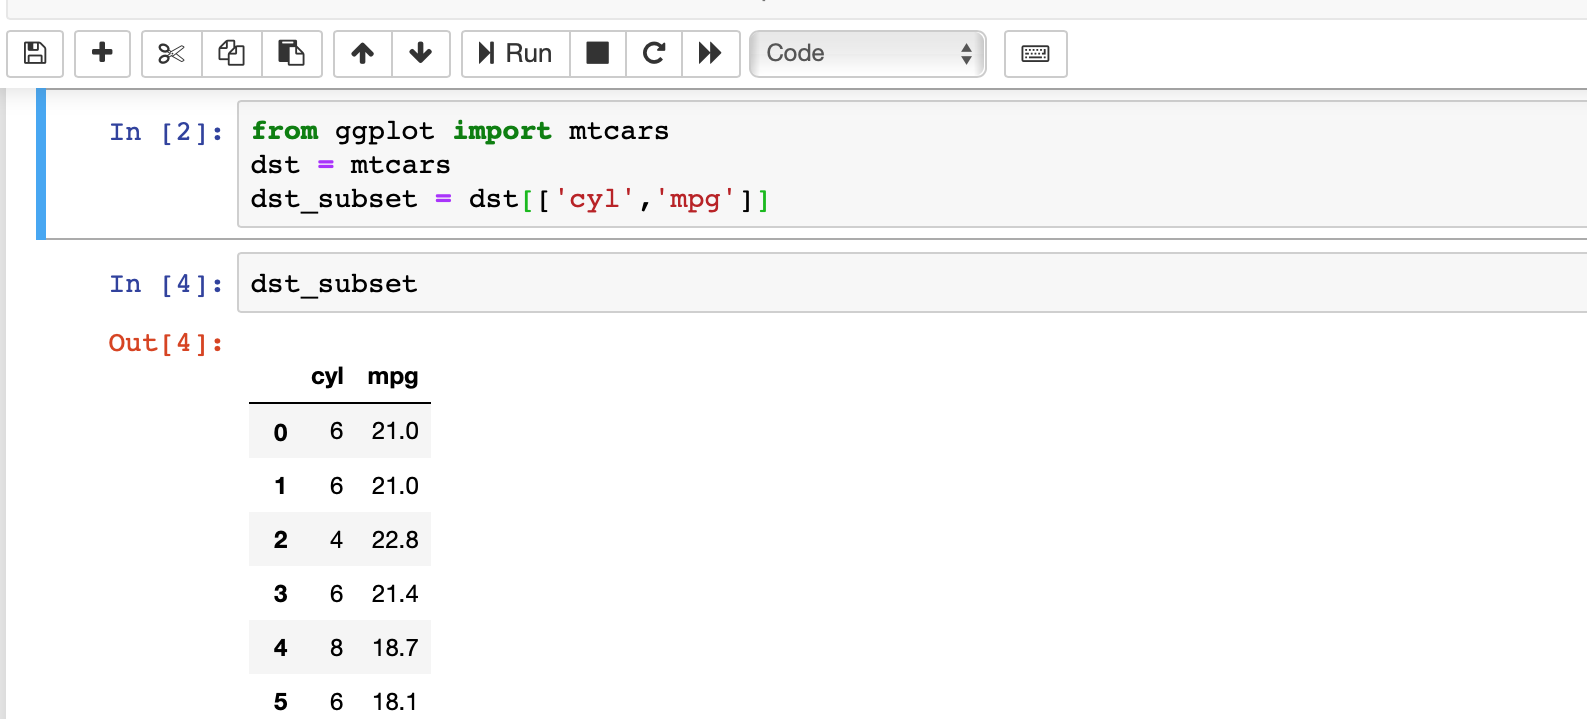 Run
Code
In [2]:
from ggplot import mtcars
dst = mtcars
dst_subset = dst[['cyl','mpg']]
In [4]:
dst_subset
Out[4]:
cyl mpg
0 6 21.0
1 6 21.0
2 4 22.8
3 6 21.4
4 8 18.7
5 6 18.1